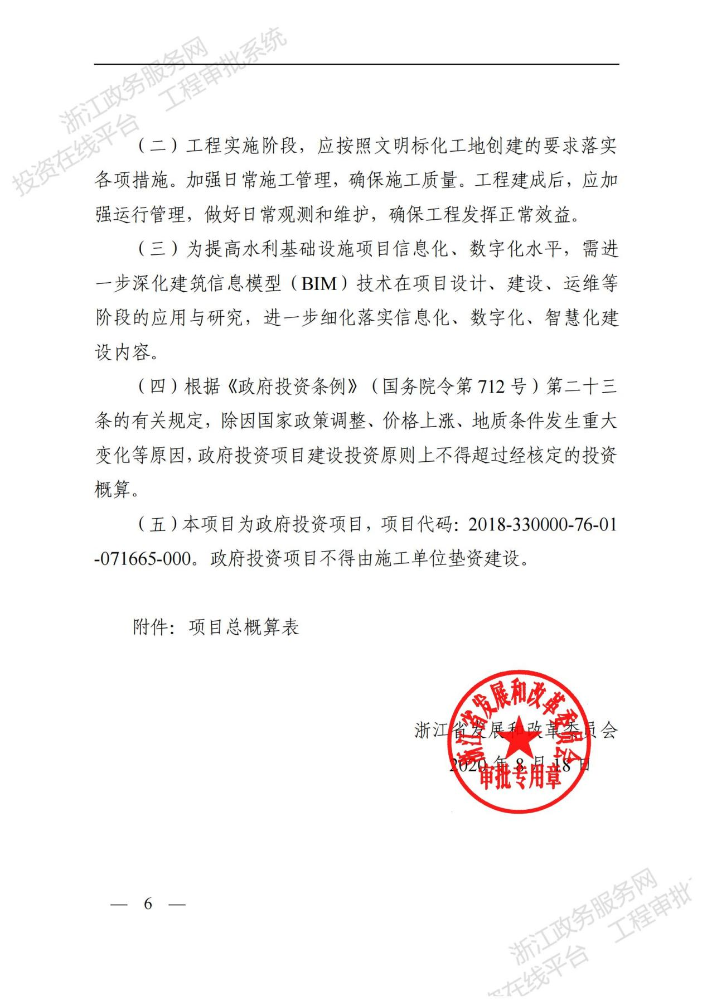 浙江政务服务网
投资在线平台 工程审批系统
（二）工程实施阶段，应按照文明标化工地创建的要求落实
各项措施。加强日常施工管理，确保施工质量。工程建成后，应加
强运行管理，做好日常观测和维护，确保工程发挥正常效益。
（三）为提高水利基础设施项目信息化、数字化水平，需进
一步深化建筑信息模型（BIM）技术在项目设计、建设、运维等
阶段的应用与研究，进一步细化落实信息化、数字化、智慧化建
设内容。
（四）根据《政府投资条例》（国务院令第 712 号）第二十三
条的有关规定，除因国家政策调整、价格上涨、地质条件发生重大
变化等原因，政府投资项目建设投资原则上不得超过经核定的投资
概算。
（五）本项目为政府投资项目，项目代码：2018-330000-76-01
-071665-000。政府投资项目不得由施工单位垫资建设。
附件：项目总概算表
浙江省发展和改革委员会
浙江省发展和改革委员会
2020 年 8 月 18 日
审批专用章
— 6 —
浙江政务服务网
资在线平台 工程审批